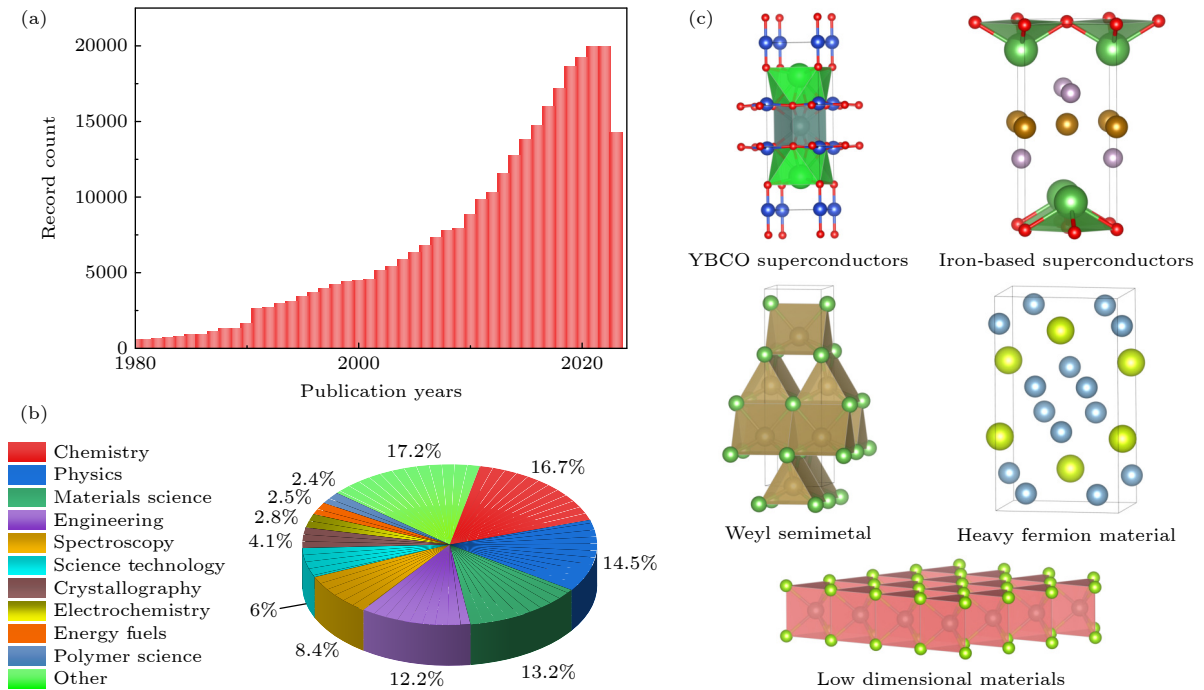 (a)
20000
15000
10000
5000
0
Record count
1980
2000
2020
Publication years
(b)
Chemistry
Physics
Materials science
Engineering
Spectroscopy
Science technology
Crystallography
Electrochemistry
Energy fuels
Polymer science
Other
17.2%
16.7%
14.5%
13.2%
12.2%
8.4%
6%
4.1%
2.8%
2.5%
2.4%
(c)
YBCO superconductors
Iron-based superconductors
Weyl semimetal
Heavy fermion material
Low dimensional materials